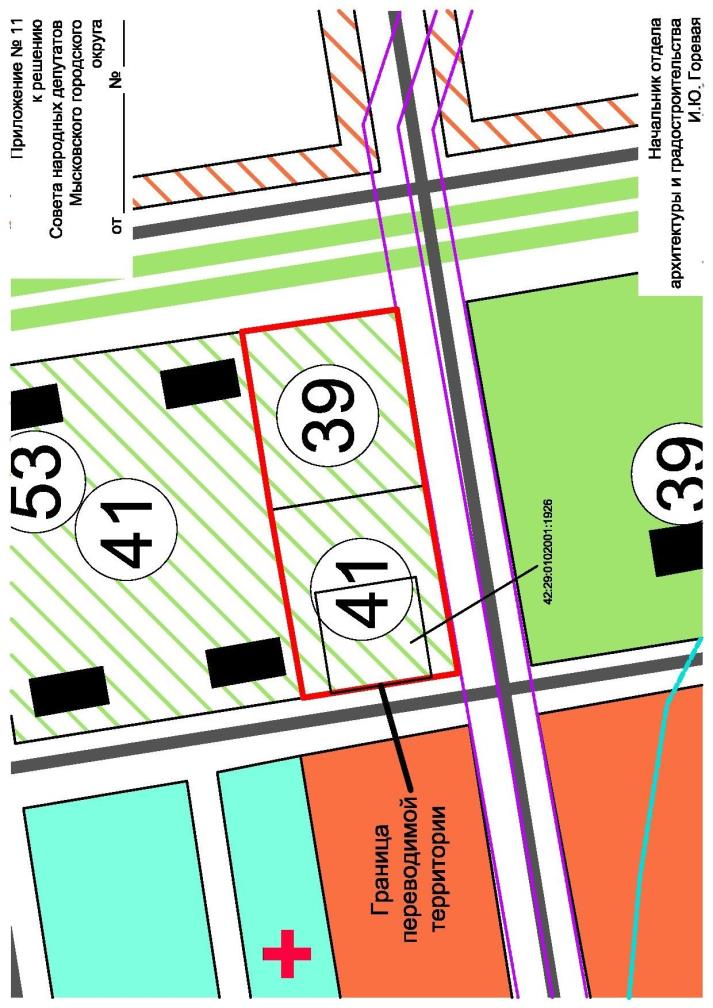 Приложение № 11
к решению
Совета народных депутатов
Мысковского городского
округа
от ________ № ________
53
41
39
41
39
42:29:0102001:1926
Граница
переводимой
территории
Начальник отдела
архитектуры и градостроительства
И.Ю. Горевая